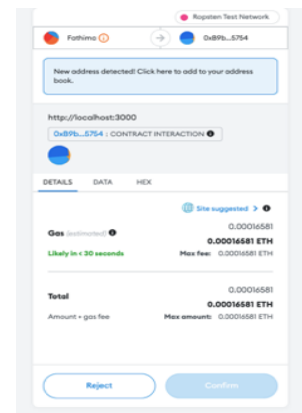 Ropsten Test Network
Fathima
0xB9b...5754
New address detected! Click here to add to your address
book.
http://localhost:3000
0xB9b...5754 : CONTRACT INTERACTION
DETAILS DATA HEX
Site suggested >
0.00016581
Gas (estimated) 0.00016581 ETH
Likely in < 30 seconds Max fee: 0.00016581 ETH
0.00016581
Total 0.00016581 ETH
Amount + gas fee Max amount: 0.00016581 ETH
Reject Confirm